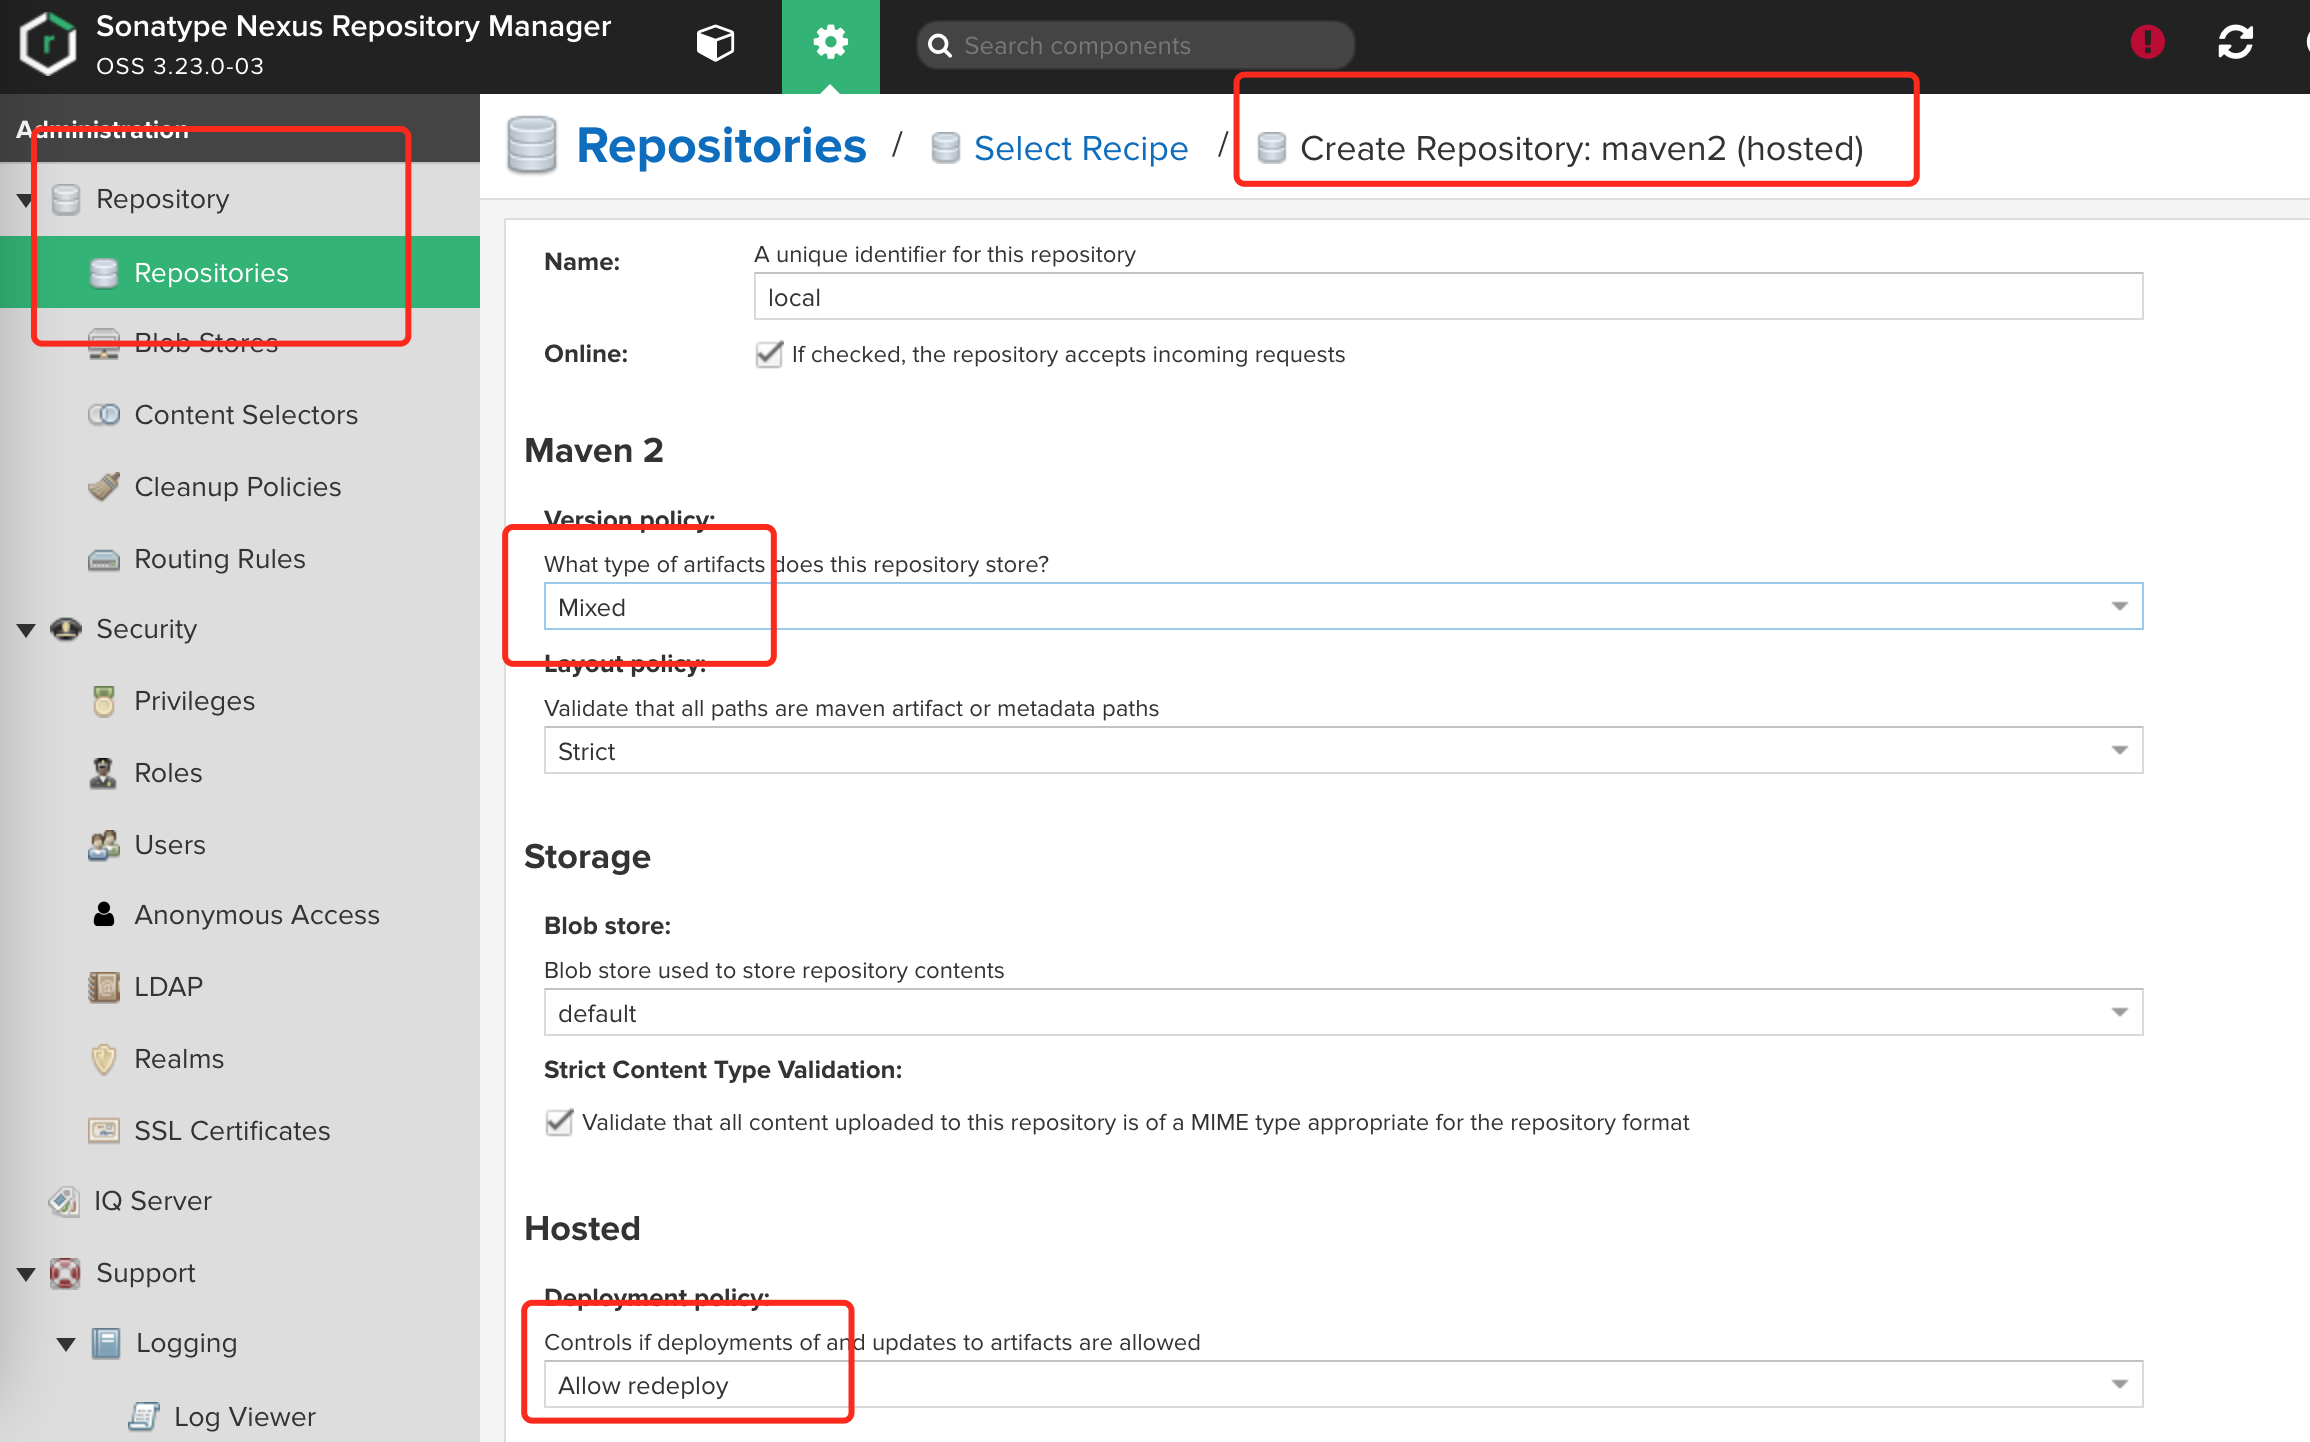 Sonatype Nexus Repository Manager
OSS 3.23.0-03
Search components
Administration
Repository
Repositories
Blob Stores
Content Selectors
Cleanup Policies
Routing Rules
Security
Privileges
Roles
Users
Anonymous Access
LDAP
Realms
SSL Certificates
IQ Server
Support
Logging
Log Viewer
Repositories / Select Recipe / Create Repository: maven2 (hosted)
Name:
A unique identifier for this repository
local
Online:
If checked, the repository accepts incoming requests
Maven 2
Version policy:
What type of artifacts does this repository store?
Mixed
Layout policy:
Validate that all paths are maven artifact or metadata paths
Strict
Storage
Blob store:
Blob store used to store repository contents
default
Strict Content Type Validation:
Validate that all content uploaded to this repository is of a MIME type appropriate for the repository format
Hosted
Deployment policy:
Controls if deployments of and updates to artifacts are allowed
Allow redeploy